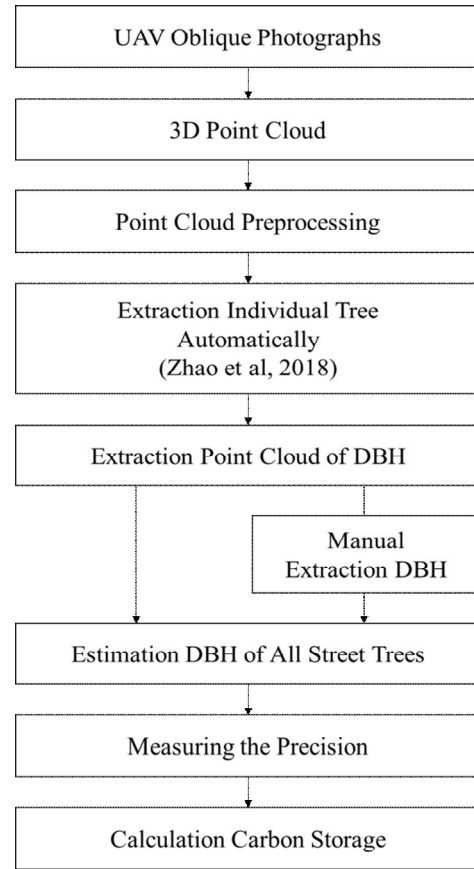 UAV Oblique Photographs
3D Point Cloud
Point Cloud Preprocessing
Extraction Individual Tree
Automatically
(Zhao et al, 2018)
Extraction Point Cloud of DBH
Manual
Extraction DBH
Estimation DBH of All Street Trees
Measuring the Precision
Calculation Carbon Storage